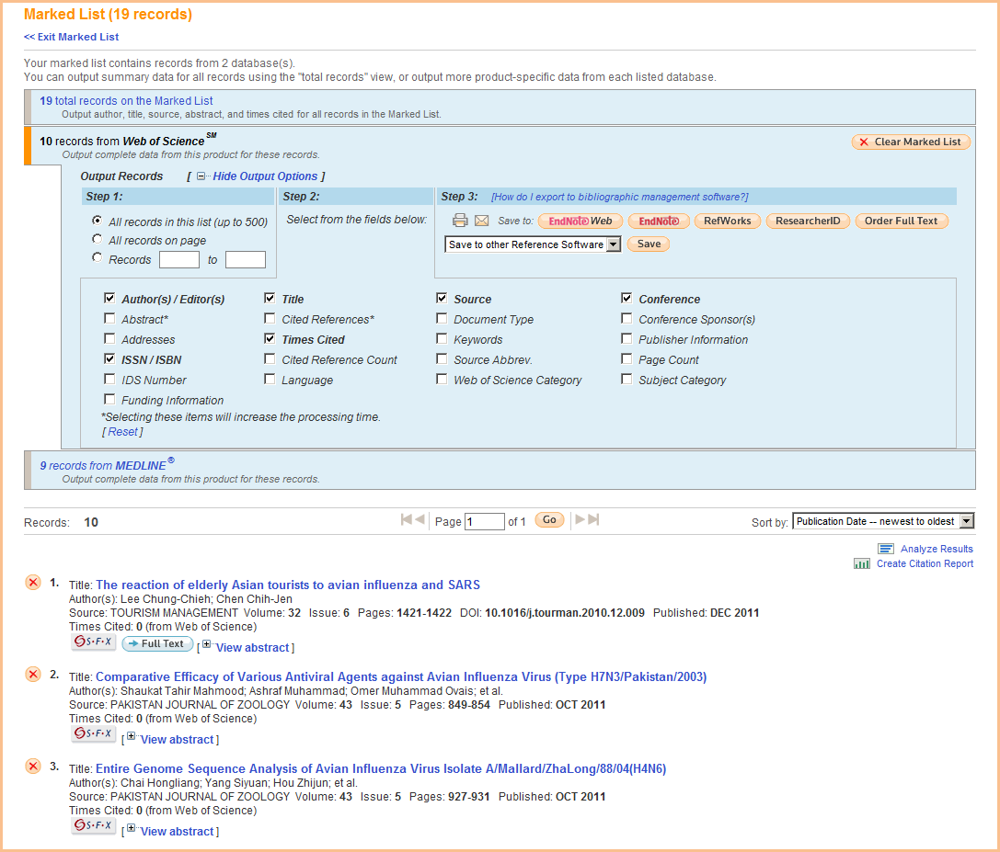 Marked List (19 records)
<< Exit Marked List
Your marked list contains records from 2 database(s).
You can output summary data for all records using the "total records" view, or output more product-specific data from each listed database.
19 total records on the Marked List
Output author, title, source, abstract, and times cited for all records in the Marked List.
10 records from Web of Science SM
Clear Marked List
Output complete data from this product for these records.
Output Records [ Hide Output Options ]
Step 1: Step 2: Step 3: [How do I export to bibliographic management software?]
All records in this list (up to 500) Select from the fields below: Save to: EndNote Web EndNote RefWorks ResearcherID Order Full Text
All records on page Save to other Reference Software Save
Records to
Author(s) / Editor(s) Title Source Conference
Abstract* Cited References* Document Type Conference Sponsor(s)
Addresses Times Cited Keywords Publisher Information
ISSN / ISBN Cited Reference Count Source Abbrev. Page Count
IDS Number Language Web of Science Category Subject Category
Funding Information
*Selecting these items will increase the processing time.
[ Reset ]
9 records from MEDLINE ®
Output complete data from this product for these records.
Records: 10 Page 1 of 1 Go Sort by: Publication Date -- newest to oldest
Analyze Results
Create Citation Report
1. Title: The reaction of elderly Asian tourists to avian influenza and SARS
Author(s): Lee Chung-Chieh; Chen Chih-Jen
Source: TOURISM MANAGEMENT Volume: 32 Issue: 6 Pages: 1421-1422 DOI: 10.1016/j.tourman.2010.12.009 Published: DEC 2011
Times Cited: 0 (from Web of Science)
S·F·X Full Text [ View abstract ]
2. Title: Comparative Efficacy of Various Antiviral Agents against Avian Influenza Virus (Type H7N3/Pakistan/2003)
Author(s): Shaukat Tahir Mahmood; Ashraf Muhammad; Omer Muhammad Ovais; et al.
Source: PAKISTAN JOURNAL OF ZOOLOGY Volume: 43 Issue: 5 Pages: 849-854 Published: OCT 2011
Times Cited: 0 (from Web of Science)
S·F·X [ View abstract ]
3. Title: Entire Genome Sequence Analysis of Avian Influenza Virus Isolate A/Mallard/ZhaLong/88/04(H4N6)
Author(s): Chai Hongliang; Yang Siyuan; Hou Zhijun; et al.
Source: PAKISTAN JOURNAL OF ZOOLOGY Volume: 43 Issue: 5 Pages: 927-931 Published: OCT 2011
Times Cited: 0 (from Web of Science)
S·F·X [ View abstract ]